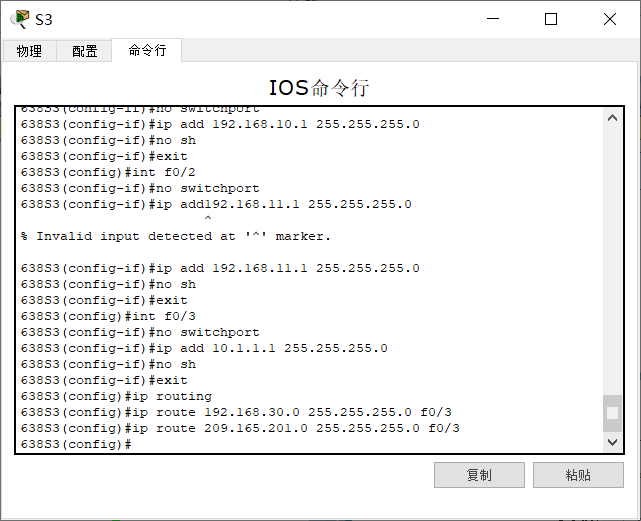 S3
物理 配置 命令行
IOS命令行
638S3(config-if)#no switchport
638S3(config-if)#ip add 192.168.10.1 255.255.255.0
638S3(config-if)#no sh
638S3(config-if)#exit
638S3(config)#int f0/2
638S3(config-if)#no switchport
638S3(config-if)#ip add192.168.11.1 255.255.255.0
^
% Invalid input detected at '^' marker.
638S3(config-if)#ip add 192.168.11.1 255.255.255.0
638S3(config-if)#no sh
638S3(config-if)#exit
638S3(config)#int f0/3
638S3(config-if)#no switchport
638S3(config-if)#ip add 10.1.1.1 255.255.255.0
638S3(config-if)#no sh
638S3(config-if)#exit
638S3(config)#ip routing
638S3(config)#ip route 192.168.30.0 255.255.255.0 f0/3
638S3(config)#ip route 209.165.201.0 255.255.255.0 f0/3
638S3(config)#
复制 粘贴